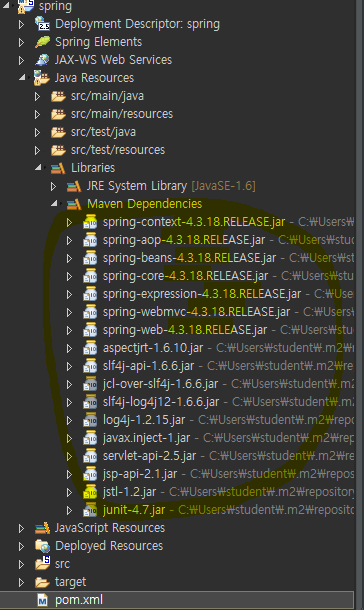 spring
Deployment Descriptor: spring
Spring Elements
JAX-WS Web Services
Java Resources
src/main/java
src/main/resources
src/test/java
src/test/resources
Libraries
JRE System Library [JavaSE-1.6]
Maven Dependencies
spring-context-4.3.18.RELEASE.jar - C:₩Users₩
spring-aop-4.3.18.RELEASE.jar - C:₩Users₩stu
spring-beans-4.3.18.RELEASE.jar - C:₩Users₩s
spring-core-4.3.18.RELEASE.jar - C:₩Users₩stu
spring-expression-4.3.18.RELEASE.jar - C:₩Use
spring-webmvc-4.3.18.RELEASE.jar - C:₩Users₩
spring-web-4.3.18.RELEASE.jar - C:₩Users₩stu
aspectjrt-1.6.10.jar - C:₩Users₩student₩.m2₩
slf4j-api-1.6.6.jar - C:₩Users₩student₩.m2₩r
jcl-over-slf4j-1.6.6.jar - C:₩Users₩student₩.
slf4j-log4j12-1.6.6.jar - C:₩Users₩student₩.m
log4j-1.2.15.jar - C:₩Users₩student₩.m2₩rep
javax.inject-1.jar - C:₩Users₩student₩.m2₩re
servlet-api-2.5.jar - C:₩Users₩student₩.m2₩r
jsp-api-2.1.jar - C:₩Users₩student₩.m2₩repo
jstl-1.2.jar - C:₩Users₩student₩.m2₩repository
junit-4.7.jar - C:₩Users₩student₩.m2₩reposit
JavaScript Resources
Deployed Resources
src
target
pom.xml